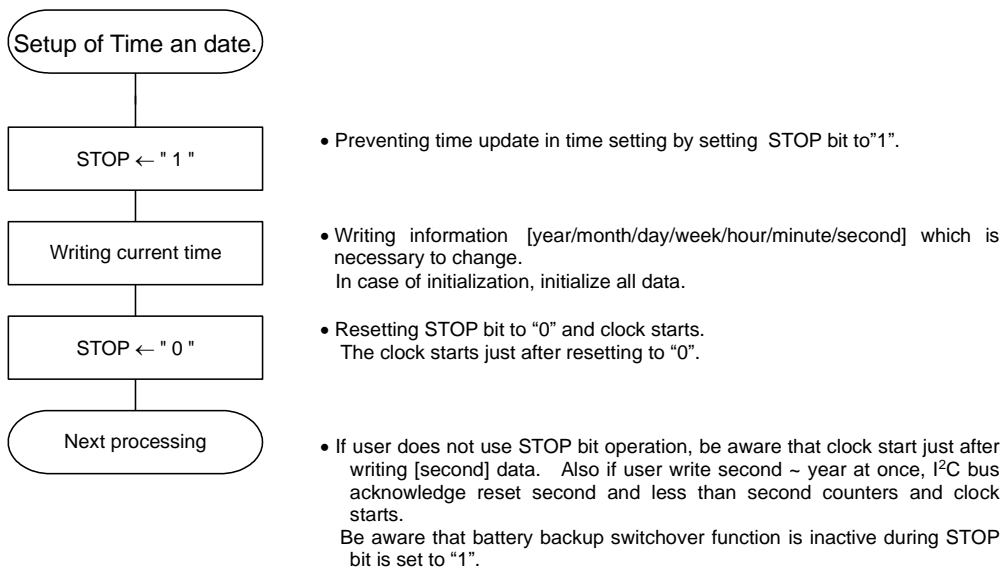 Setup of Time an date.
STOP ← " 1 "
• Preventing time update in time setting by setting STOP bit to”1”.
Writing current time
• Writing information [year/month/day/week/hour/minute/second] which is
necessary to change.
In case of initialization, initialize all data.
STOP ← " 0 "
• Resetting STOP bit to “0” and clock starts.
The clock starts just after resetting to “0”.
Next processing
• If user does not use STOP bit operation, be aware that clock start just after
writing [second] data. Also if user write second ~ year at once, I²C bus
acknowledge reset second and less than second counters and clock
starts.
Be aware that battery backup switchover function is inactive during STOP
bit is set to “1”.